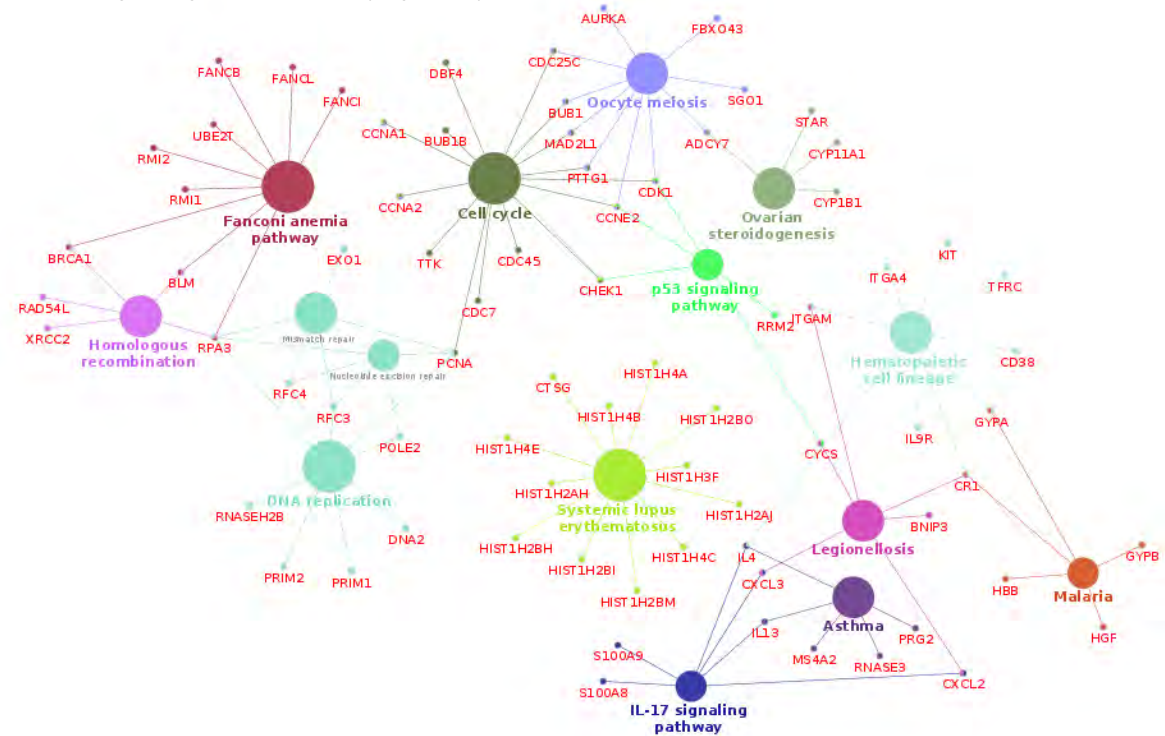 AURKA
FBXO43
CDC25C
FANCB
FANCL
DBF4
FANCI
Oocyte meiosis
SGO1
BUB1
STAR
CCNA1
UBE2T
BUB1B
MAD2L1
ADCY7
RMI2
CYP11A1
PTTG1
RMI1
CDK1
CYP1B1
CCNA2
Cell cycle
CCNE2
Fanconi anemia
pathway
Ovarian
steroidogenesis
BRCA1
EXO1
TTK
CDC45
KIT
ITGA4
BLM
CHEK1
p53 signaling
pathway
TFRC
RAD54L
CDC7
RRM2
ITGAM
XRCC2
Homologous
recombination
RPA3
Mismatch repair
PCNA
Hematopoietic
cell lineage
CD38
Nucleotide excision repair
HIST1H4A
RFC4
CTSG
RFC3
HIST1H4B
HIST1H2BO
GYPA
POLE2
HIST1H4E
IL9R
CYCS
HIST1H3F
CR1
DNA replication
HIST1H2AH
RNASEH2B
Systemic lupus
erythematosus
HIST1H2AJ
BNIP3
DNA2
HIST1H2BH
HIST1H4C
IL4
Legionellosis
GYPB
PRIM2
PRIM1
HIST1H2BI
CXCL3
HBB
Malaria
HIST1H2BM
Asthma
IL13
PRG2
HGF
S100A9
MS4A2
RNASE3
CXCL2
S100A8
IL-17 signaling
pathway